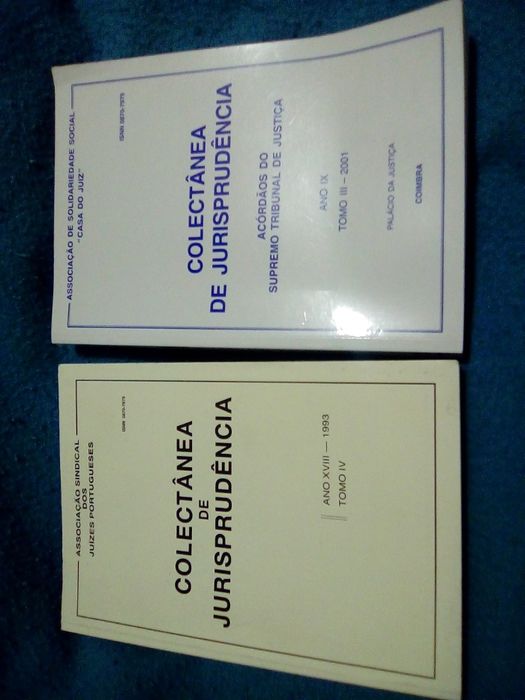 ASSOCIAÇÃO DE SOLIDARIEDADE SOCIAL
"CASA DO JUIZ"
ISNN 0870-7979
COLECTÂNEA
DE JURISPRUDÊNCIA
ACÓRDÃOS DO
SUPREMO TRIBUNAL DE JUSTIÇA
ANO IX
TOMO III - 2001
PALÁCIO DA JUSTIÇA
COIMBRA
ASSOCIAÇÃO SINDICAL
DOS
JUÍZES PORTUGUESES
ISNN 0870-7979
COLECTÂNEA
DE
JURISPRUDÊNCIA
ANO XVIII — 1993
TOMO IV